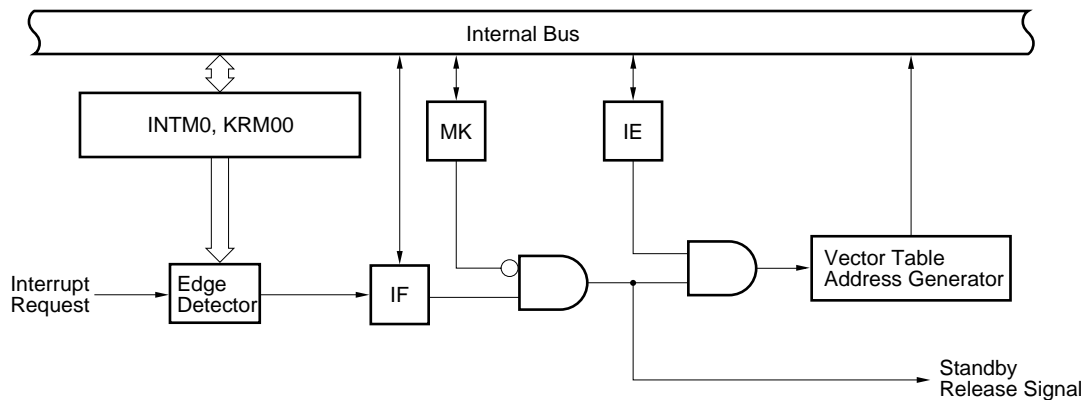 Internal Bus
INTM0, KRM00
MK
IE
Interrupt
Request
Edge
Detector
IF
Vector Table
Address Generator
Standby
Release Signal